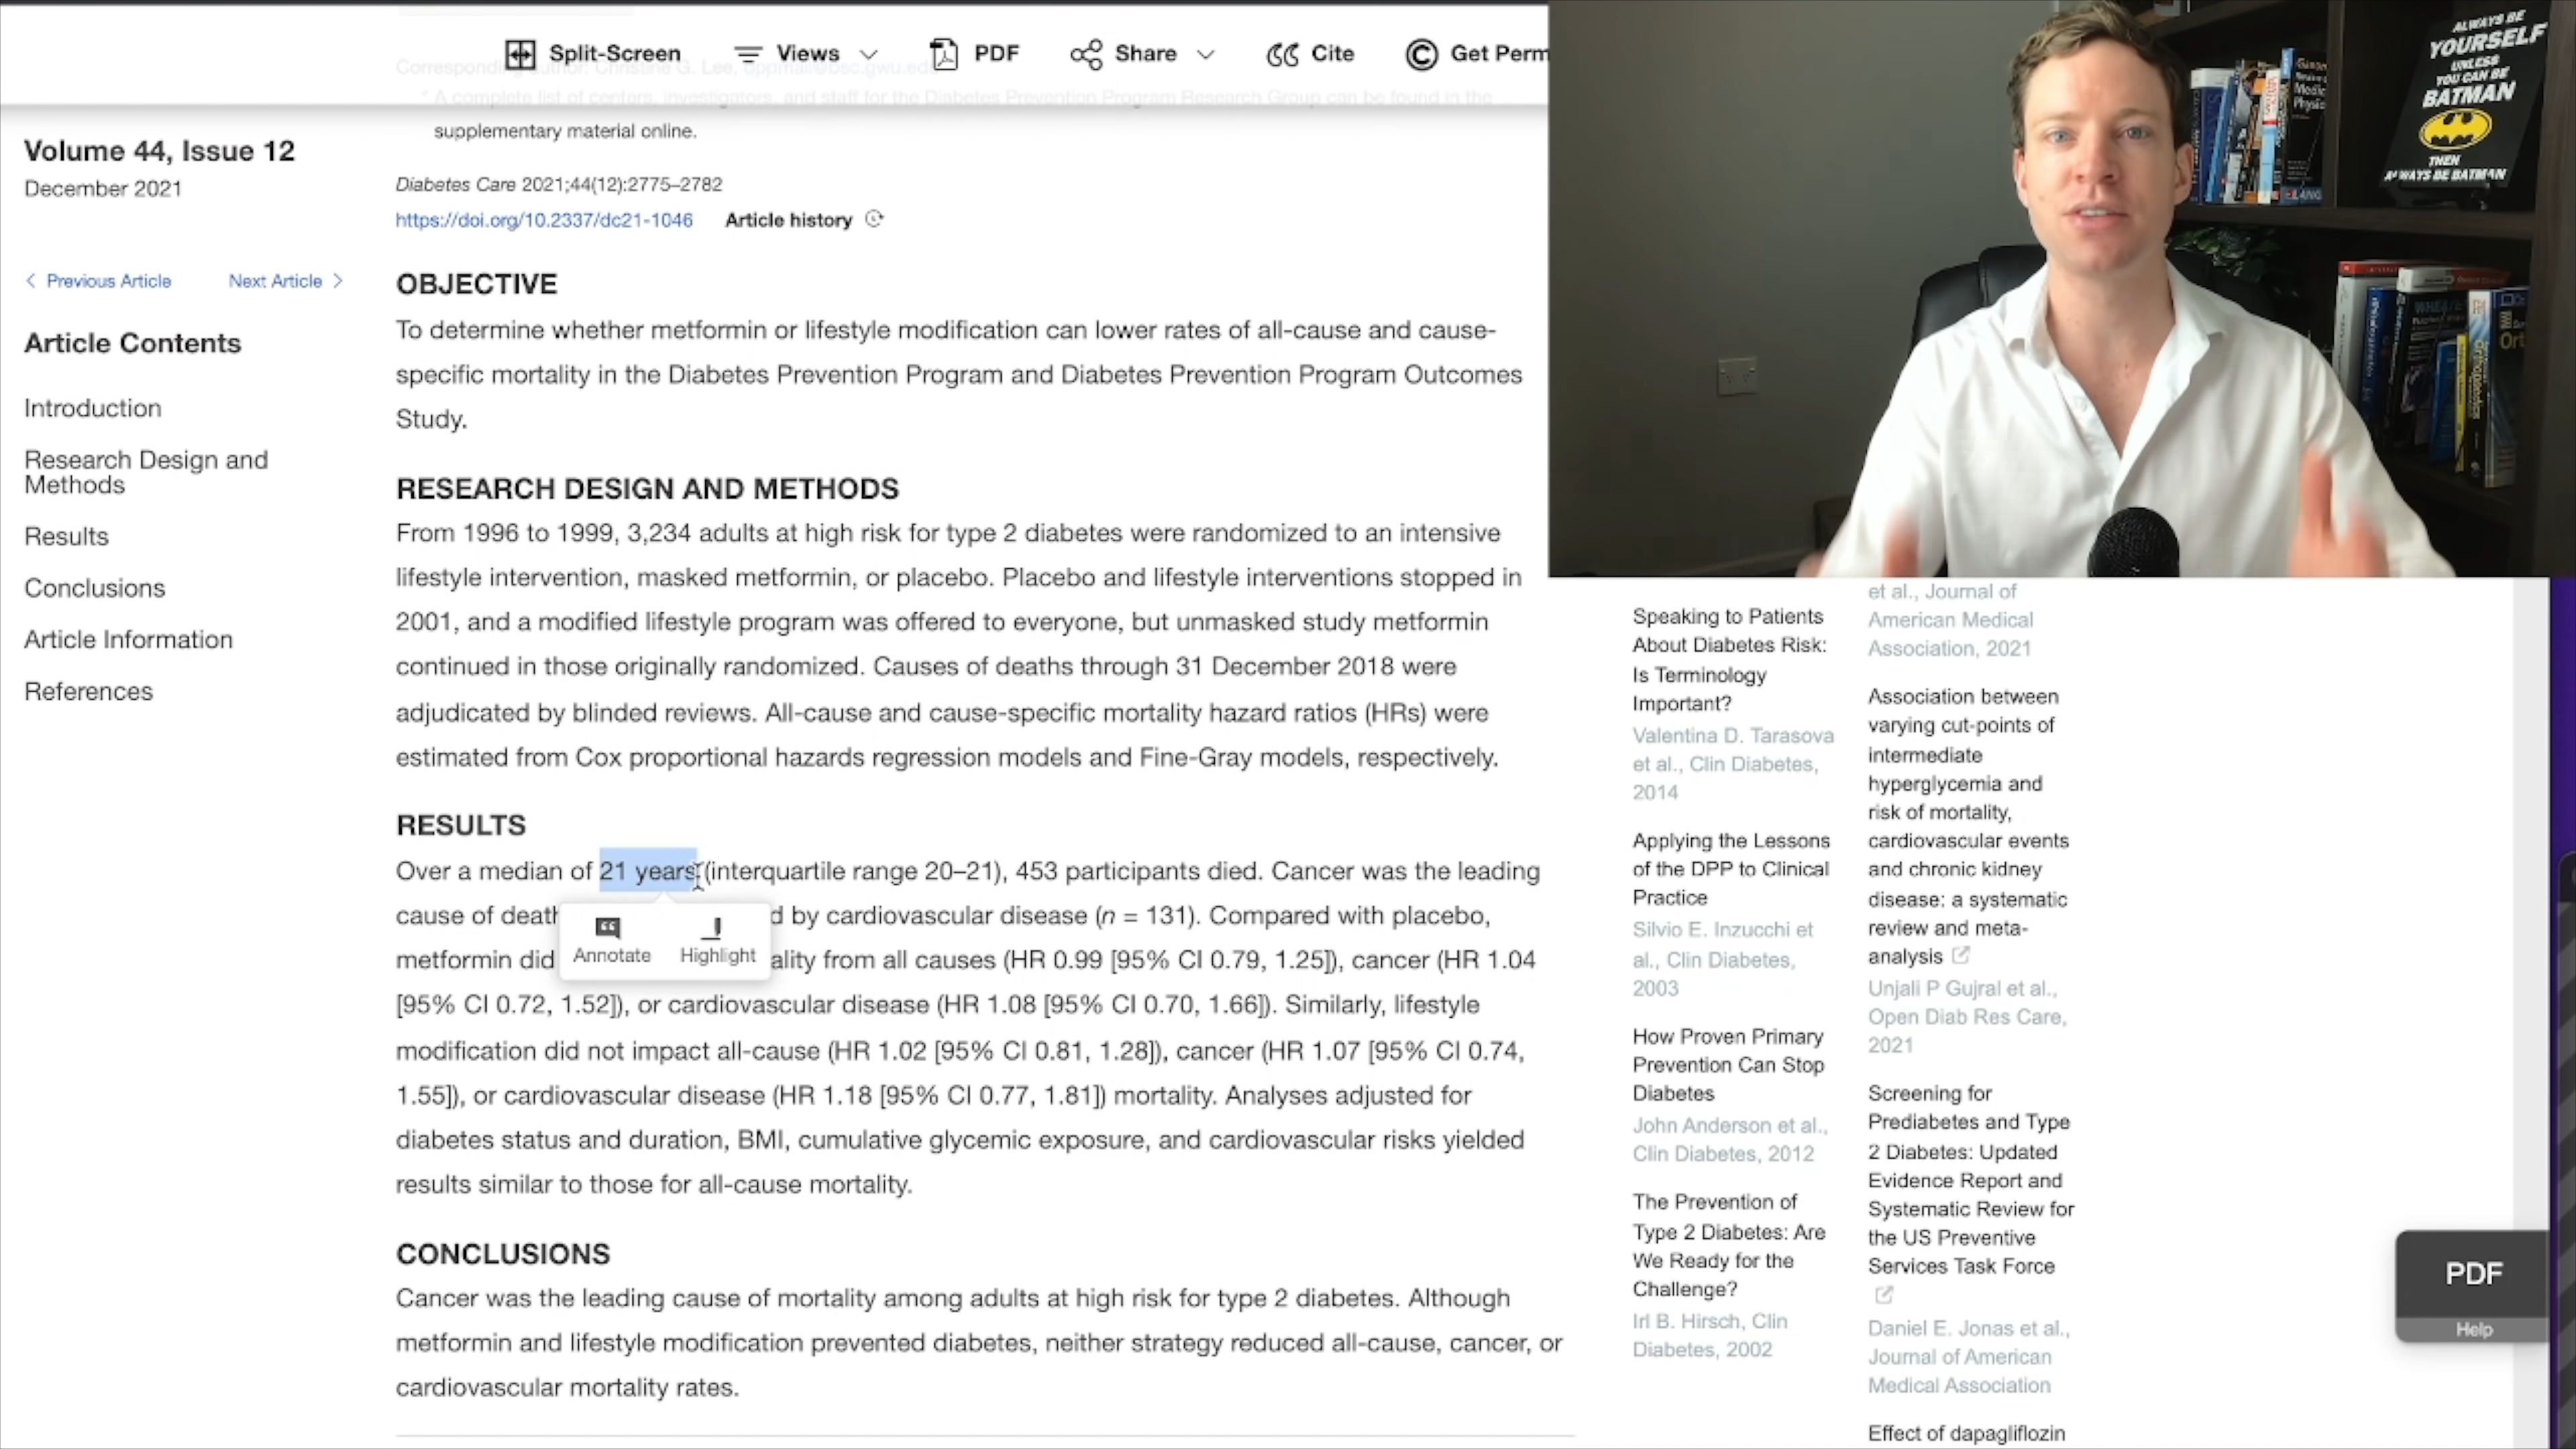 Split-Screen
Views
PDF
Share
Cite
Get Perm
Corresponding author: Christine G. Lee,
* A complete list of centers, investigators, and staff for the Diabetes Prevention Program Research Group can be found in the
supplementary material online.
Volume 44, Issue 12
December 2021
Diabetes Care 2021;44(12):2775–2782
https://doi.org/10.2337/dc21-1046 Article history
Previous Article Next Article
Article Contents
Introduction
Research Design and
Methods
Results
Conclusions
Article Information
References
OBJECTIVE
To determine whether metformin or lifestyle modification can lower rates of all-cause and cause-
specific mortality in the Diabetes Prevention Program and Diabetes Prevention Program Outcomes
Study.
RESEARCH DESIGN AND METHODS
From 1996 to 1999, 3,234 adults at high risk for type 2 diabetes were randomized to an intensive
lifestyle intervention, masked metformin, or placebo. Placebo and lifestyle interventions stopped in
2001, and a modified lifestyle program was offered to everyone, but unmasked study metformin
continued in those originally randomized. Causes of deaths through 31 December 2018 were
adjudicated by blinded reviews. All-cause and cause-specific mortality hazard ratios (HRs) were
estimated from Cox proportional hazards regression models and Fine-Gray models, respectively.
RESULTS
Over a median of 21 years (interquartile range 20–21), 453 participants died. Cancer was the leading
cause of death d by cardiovascular disease (n = 131). Compared with placebo,
metformin did ality from all causes (HR 0.99 [95% CI 0.79, 1.25]), cancer (HR 1.04
[95% CI 0.72, 1.52]), or cardiovascular disease (HR 1.08 [95% CI 0.70, 1.66]). Similarly, lifestyle
modification did not impact all-cause (HR 1.02 [95% CI 0.81, 1.28]), cancer (HR 1.07 [95% CI 0.74,
1.55]), or cardiovascular disease (HR 1.18 [95% CI 0.77, 1.81]) mortality. Analyses adjusted for
diabetes status and duration, BMI, cumulative glycemic exposure, and cardiovascular risks yielded
results similar to those for all-cause mortality.
Annotate Highlight
CONCLUSIONS
Cancer was the leading cause of mortality among adults at high risk for type 2 diabetes. Although
metformin and lifestyle modification prevented diabetes, neither strategy reduced all-cause, cancer, or
cardiovascular mortality rates.
ALWAYS BE
YOURSELF
UNLESS
YOU CAN BE
BATMAN
THEN
ALWAYS BE BATMAN
Speaking to Patients
About Diabetes Risk:
Is Terminology
Important?
Valentina D. Tarasova
et al., Clin Diabetes,
2014
Applying the Lessons
of the DPP to Clinical
Practice
Silvio E. Inzucchi et
al., Clin Diabetes,
2003
How Proven Primary
Prevention Can Stop
Diabetes
John Anderson et al.,
Clin Diabetes, 2012
The Prevention of
Type 2 Diabetes: Are
We Ready for the
Challenge?
Irl B. Hirsch, Clin
Diabetes, 2002
et al., Journal of
American Medical
Association, 2021
Association between
varying cut-points of
intermediate
hyperglycemia and
risk of mortality,
cardiovascular events
and chronic kidney
disease: a systematic
review and meta-
analysis
Unjali P Gujral et al.,
Open Diab Res Care,
2021
Screening for
Prediabetes and Type
2 Diabetes: Updated
Evidence Report and
Systematic Review for
the US Preventive
Services Task Force
Daniel E. Jonas et al.,
Journal of American
Medical Association
Effect of dapagliflozin
PDF
Help